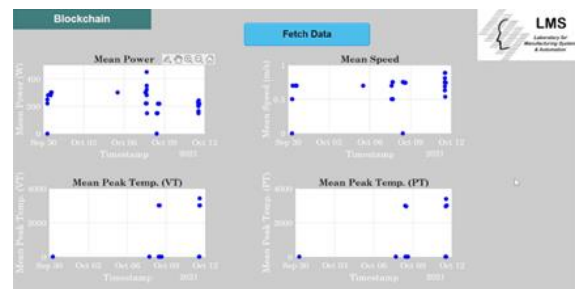 Blockchain
Fetch Data
LMS
Laboratory for
Manufacturing Systems
& Automation
Mean Power
Mean Power (W)
400
200
0
Sep 30 Oct 03 Oct 06 Oct 09 Oct 12
Timestamp 2021
Mean Speed
Mean Speed (m/s)
1
0.5
0
Sep 30 Oct 03 Oct 06 Oct 09 Oct 12
Timestamp 2021
Mean Peak Temp. (VT)
Mean Peak Temp. (VT)
4000
2000
0
Sep 30 Oct 03 Oct 06 Oct 09 Oct 12
Timestamp 2021
Mean Peak Temp. (PT)
Mean Peak Temp. (PT)
4000
2000
0
Sep 30 Oct 03 Oct 06 Oct 09 Oct 12
Timestamp 2021